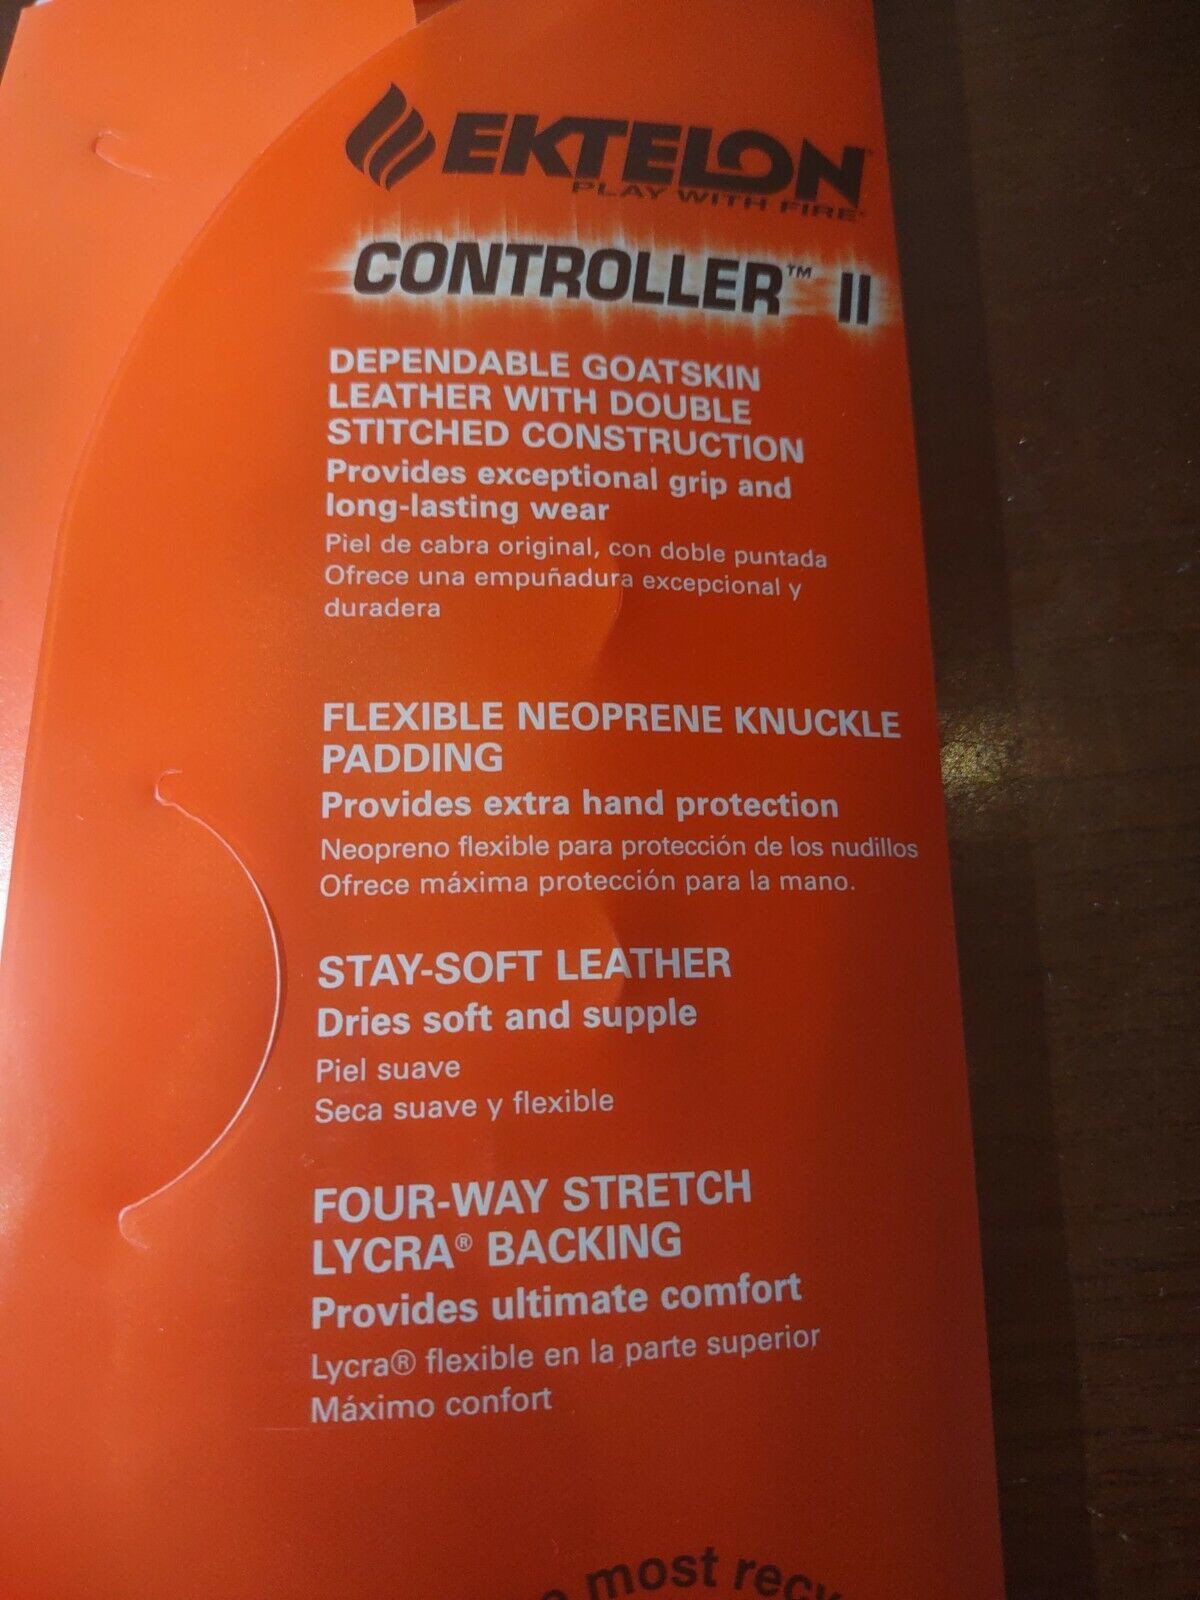 EKTELON
PLAY WITH FIRE
CONTROLLER™ II
DEPENDABLE GOATSKIN
LEATHER WITH DOUBLE
STITCHED CONSTRUCTION
Provides exceptional grip and
long-lasting wear
Piel de cabra original, con doble puntada
Ofrece una empuñadura excepcional y
duradera
FLEXIBLE NEOPRENE KNUCKLE
PADDING
Provides extra hand protection
Neopreno flexible para protección de los nudillos
Ofrece máxima protección para la mano.
STAY-SOFT LEATHER
Dries soft and supple
Piel suave
Seca suave y flexible
FOUR-WAY STRETCH
LYCRA® BACKING
Provides ultimate comfort
Lycra® flexible en la parte superior
Máximo confort
most